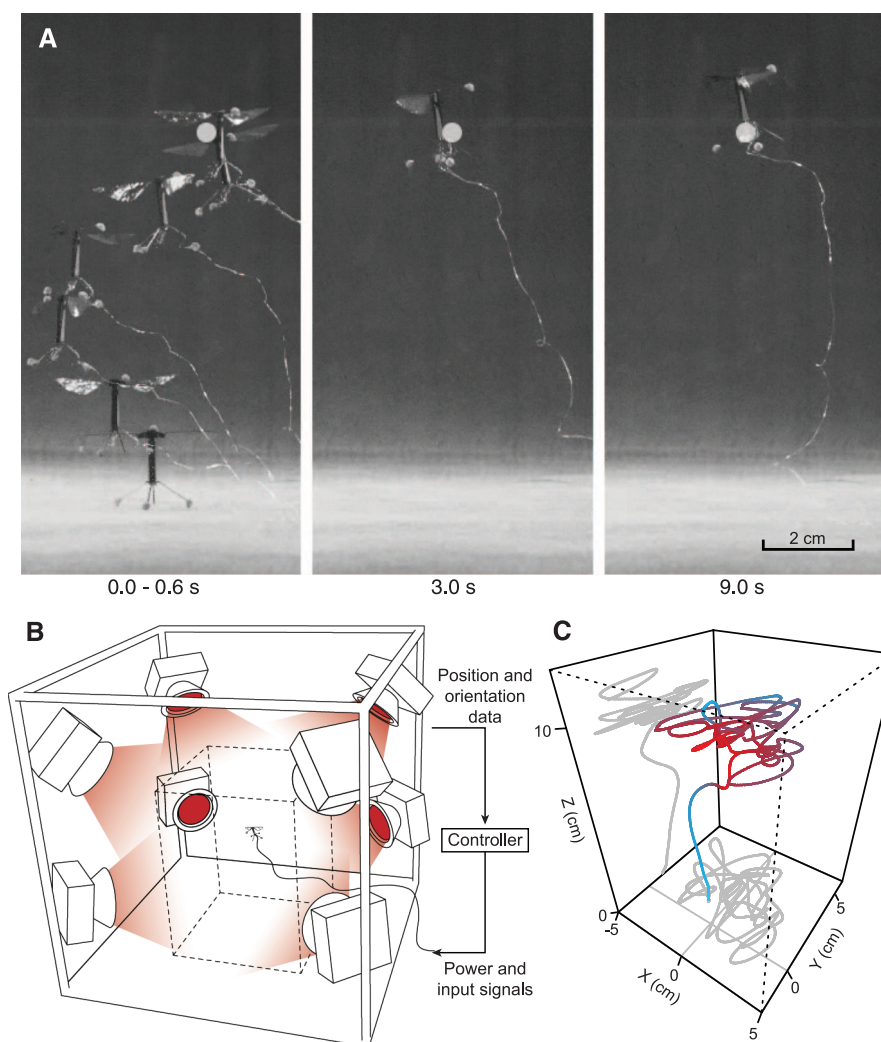 A
2 cm
0.0 - 0.6 s
3.0 s
9.0 s
B
Position and
orientation
data
Controller
Power and
input signals
C
10
Z (cm)
0
-5
X (cm)
0
5
Y (cm)
0
5